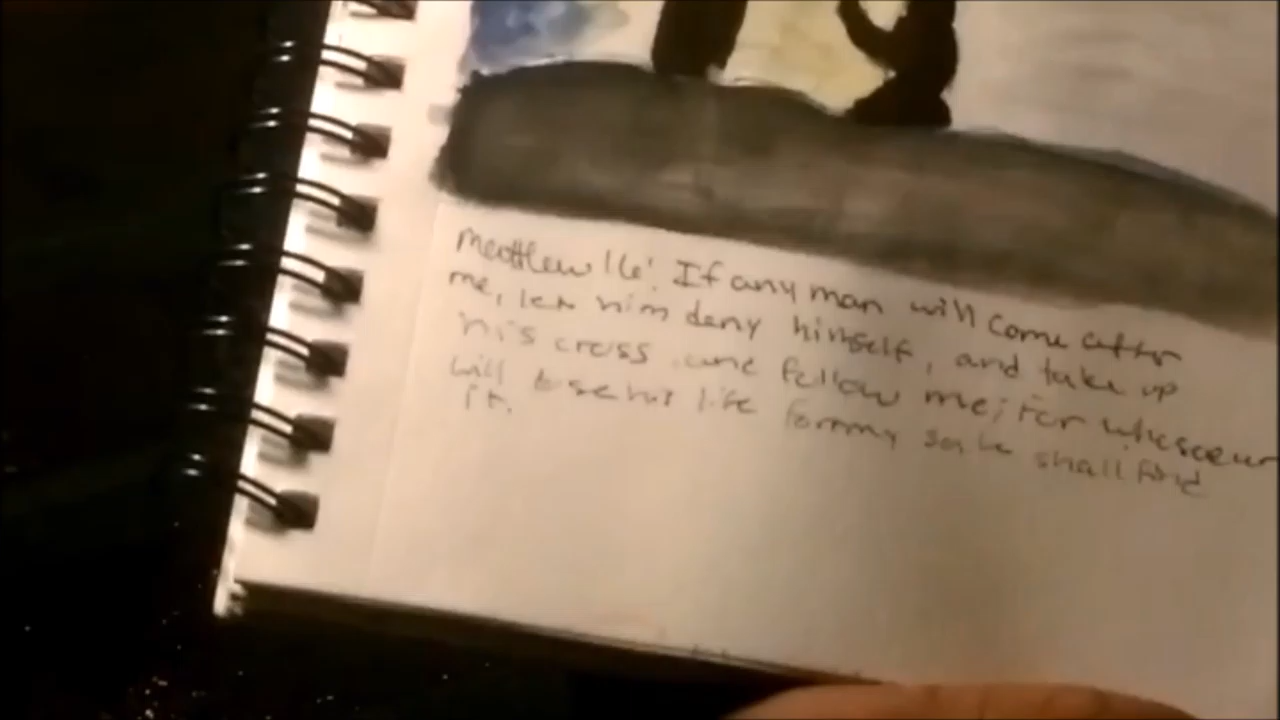 Matthew 16: If any man will come after
me, let him deny himself, and take up
his cross and follow me; for whosoever
will lose his life for my sake shall find
it.